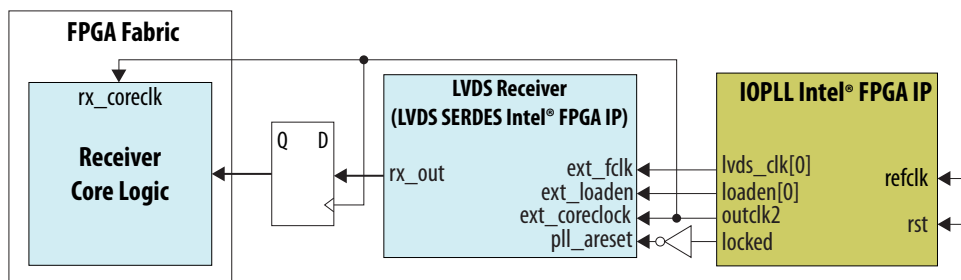 FPGA Fabric
rx_coreclk
Receiver
Core Logic
Q D
LVDS Receiver
(LVDS SERDES Intel® FPGA IP)
rx_out
ext_fclk
ext_loaden
ext_coreclock
pll_areset
IOPLL Intel® FPGA IP
lvds_clk[0]
loaden[0]
outclk2
locked
refclk
rst